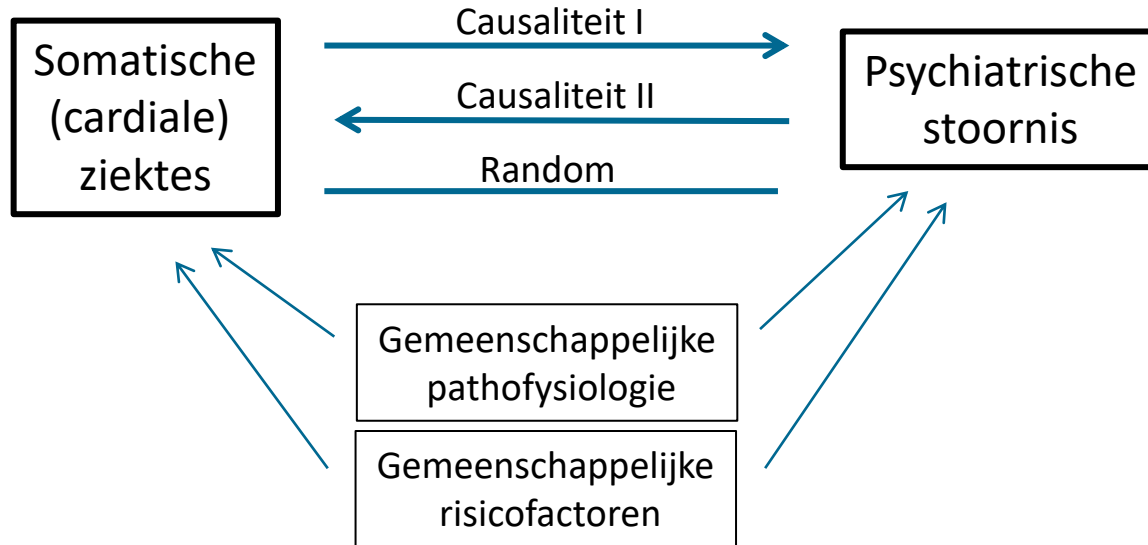 Causaliteit I
Somatische
(cardiale)
ziektes
Causaliteit II
Random
Psychiatrische
stoornis
Gemeenschappelijke
pathofysiologie
Gemeenschappelijke
risicofactoren